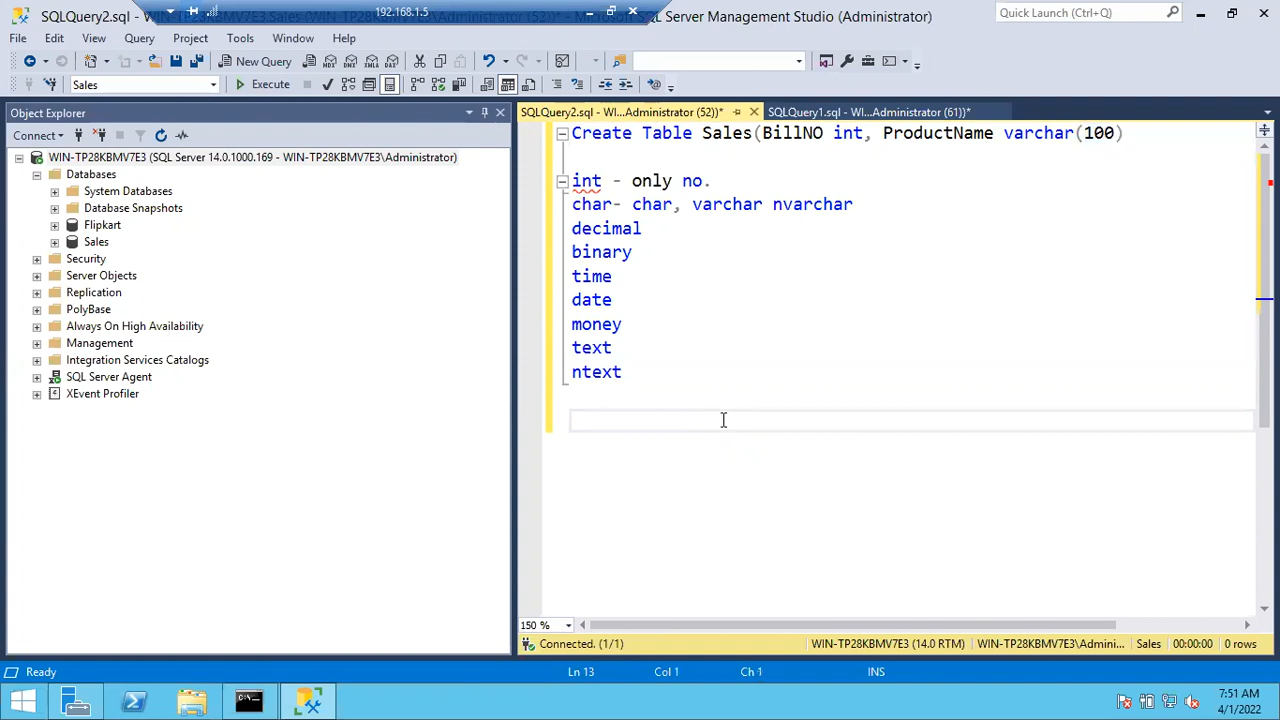 SQLQuery2.sql - WIN-TP28KBMV7E3.Sales (WIN-TP28KBMV7E3\Administrator (52))* - Microsoft SQL Server Management Studio (Administrator)
192.168.1.5
Quick Launch (Ctrl+Q)
File Edit View Query Project Tools Window Help
New Query
MDX DMX XMLA DAX
Sales Execute
Object Explorer
SQLQuery2.sql - WI...Administrator (52))* SQLQuery1.sql - WI...Administrator (61))*
Connect
WIN-TP28KBMV7E3 (SQL Server 14.0.1000.169 - WIN-TP28KBMV7E3\Administrator)
Databases
System Databases
Database Snapshots
Flipkart
Sales
Security
Server Objects
Replication
PolyBase
Always On High Availability
Management
Integration Services Catalogs
SQL Server Agent
XEvent Profiler
Create Table Sales(BillNO int, ProductName varchar(100)
int - only no.
char- char, varchar nvarchar
decimal
binary
time
date
money
text
ntext
150 %
Connected. (1/1) WIN-TP28KBMV7E3 (14.0 RTM) WIN-TP28KBMV7E3\Admini... Sales 00:00:00 0 rows
Ready Ln 13 Col 1 Ch 1 INS
7:51 AM
4/1/2022